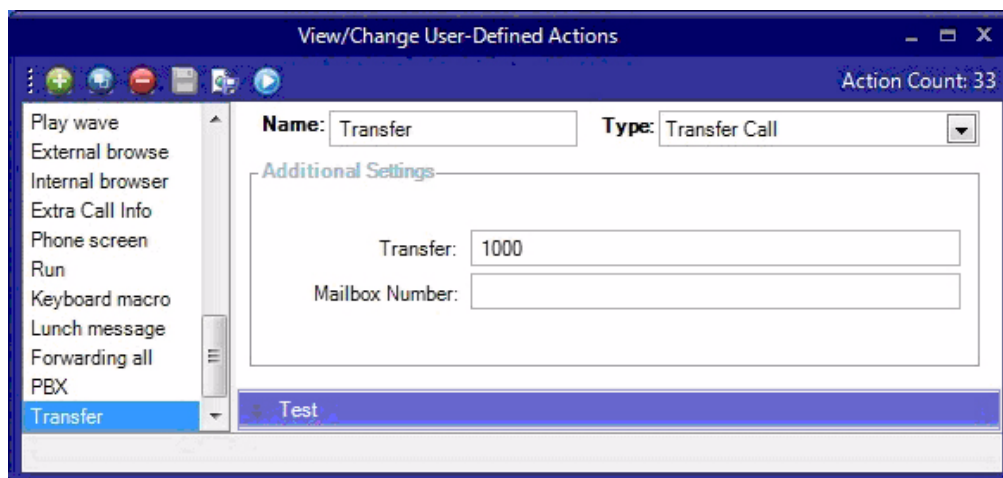 View/Change User-Defined Actions
Action Count: 33
Play wave
External browse
Internal browser
Extra Call Info
Phone screen
Run
Keyboard macro
Lunch message
Forwarding all
PBX
Transfer
Name: Transfer Type: Transfer Call
Additional Settings
Transfer: 1000
Mailbox Number:
Test